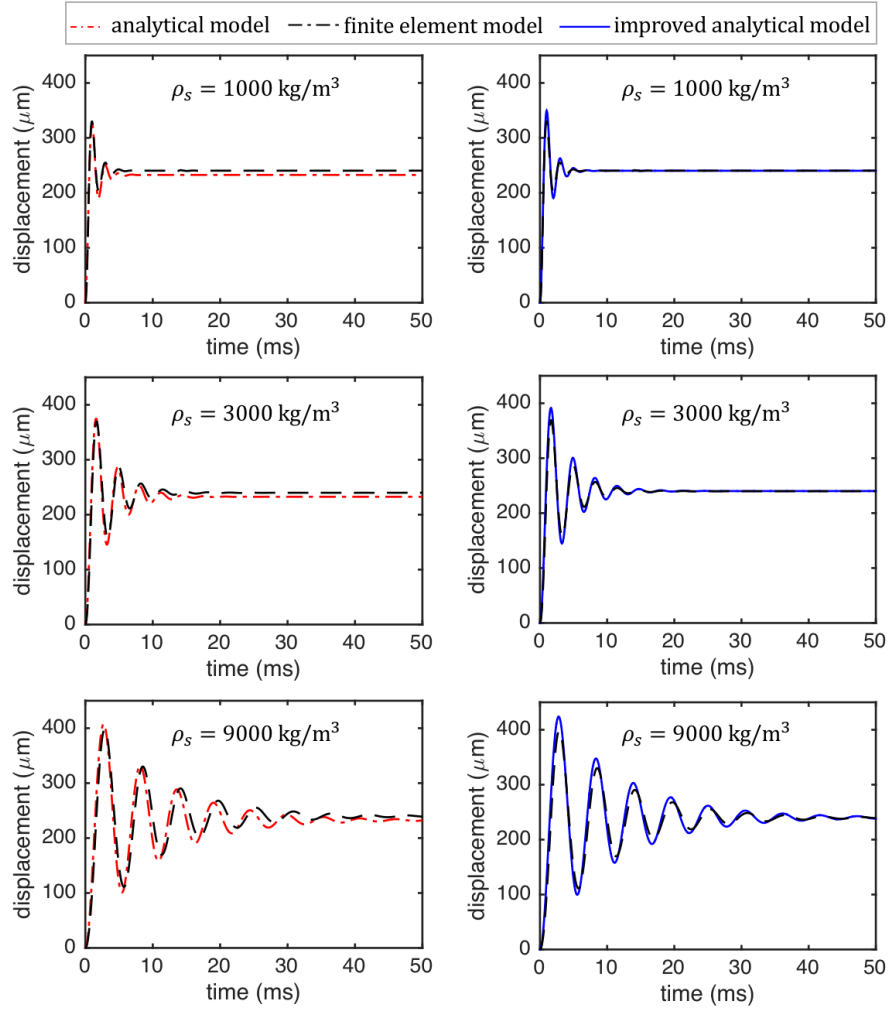 analytical model finite element model improved analytical model
400
300
200
100
0
displacement (μm)
ρs = 1000 kg/m³
0 10 20 30 40 50
time (ms)
400
300
200
100
0
displacement (μm)
ρs = 1000 kg/m³
0 10 20 30 40 50
time (ms)
400
300
200
100
0
displacement (μm)
ρs = 3000 kg/m³
0 10 20 30 40 50
time (ms)
400
300
200
100
0
displacement (μm)
ρs = 3000 kg/m³
0 10 20 30 40 50
time (ms)
400
300
200
100
0
displacement (μm)
ρs = 9000 kg/m³
0 10 20 30 40 50
time (ms)
400
300
200
100
0
displacement (μm)
ρs = 9000 kg/m³
0 10 20 30 40 50
time (ms)